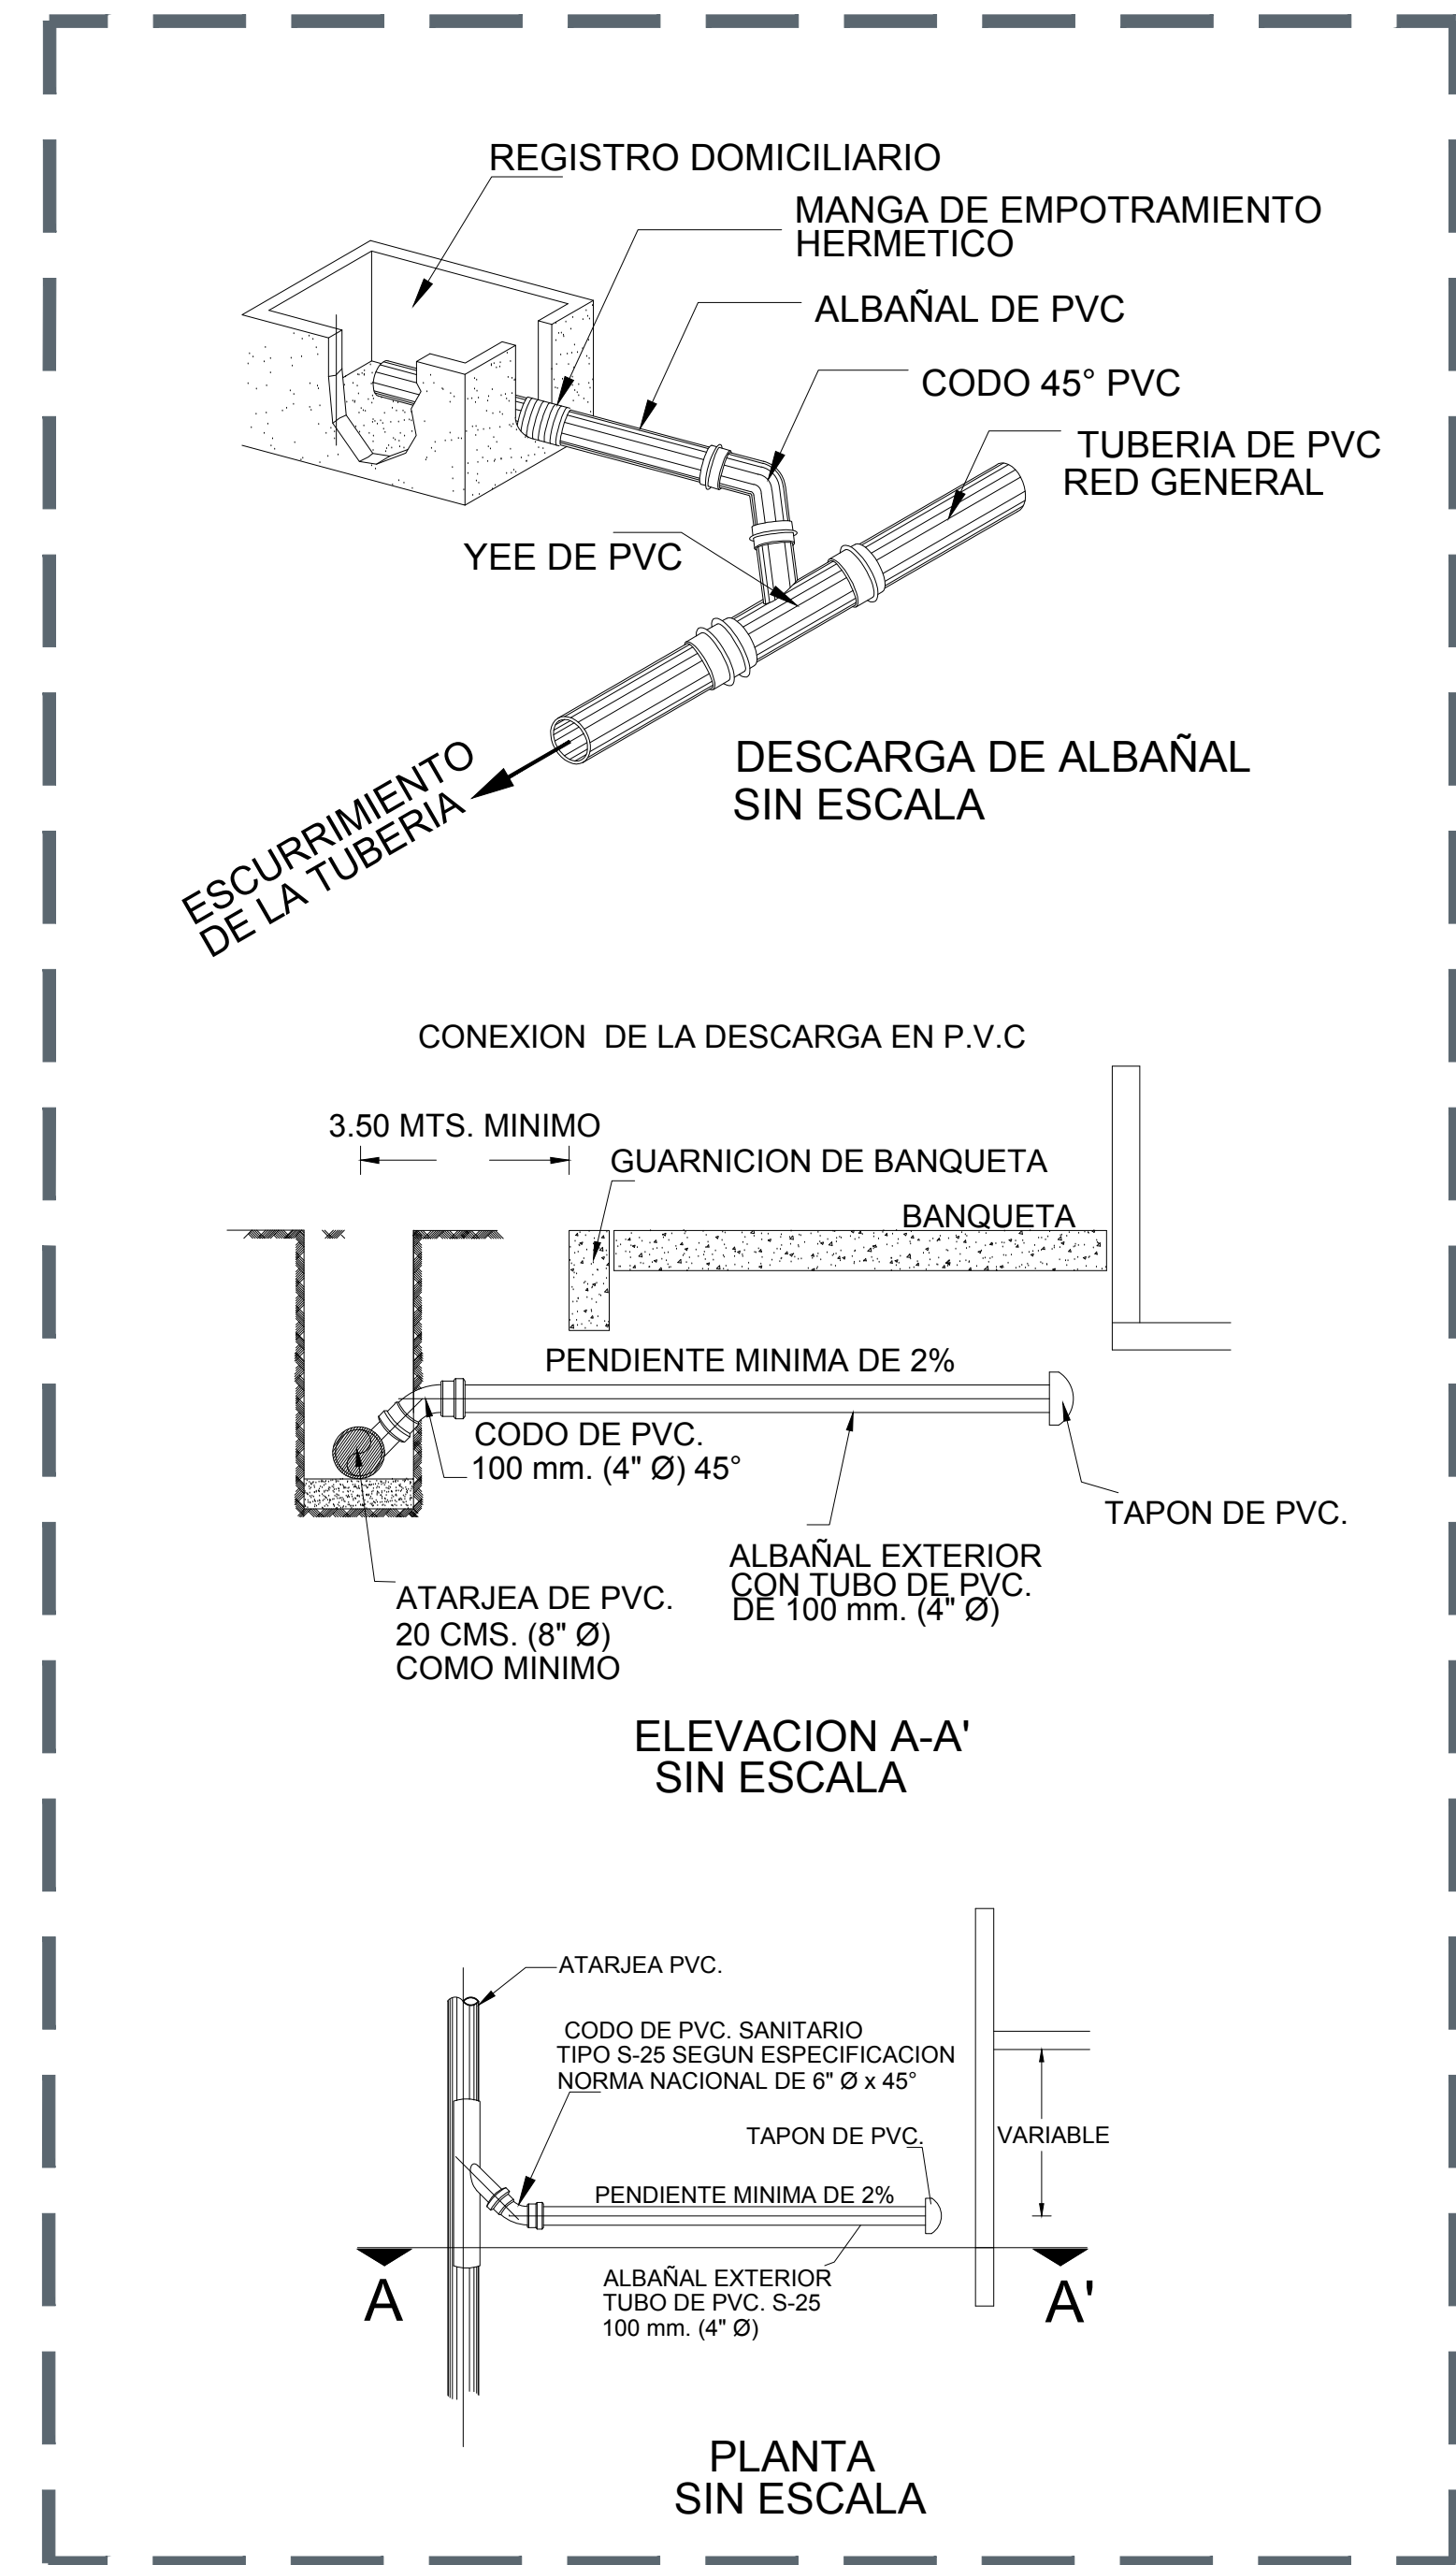 REGISTRO DOMICILIARIO
MANGA DE EMPOTRAMIENTO
HERMETICO
ALBAÑAL DE PVC
CODO 45° PVC
TUBERIA DE PVC
RED GENERAL
YEE DE PVC
ESCURRIMIENTO
DE LA TUBERIA
DESCARGA DE ALBAÑAL
SIN ESCALA
CONEXION DE LA DESCARGA EN P.V.C
3.50 MTS. MINIMO
GUARNICION DE BANQUETA
BANQUETA
PENDIENTE MINIMA DE 2%
CODO DE PVC.
100 mm. (4" Ø) 45°
TAPON DE PVC.
ALBAÑAL EXTERIOR
CON TUBO DE PVC.
DE 100 mm. (4" Ø)
ATARJEA DE PVC.
20 CMS. (8" Ø)
COMO MINIMO
ELEVACION A-A'
SIN ESCALA
ATARJEA PVC.
CODO DE PVC. SANITARIO
TIPO S-25 SEGUN ESPECIFICACION
NORMA NACIONAL DE 6" Ø x 45°
TAPON DE PVC.
VARIABLE
PENDIENTE MINIMA DE 2%
ALBAÑAL EXTERIOR
TUBO DE PVC. S-25
100 mm. (4" Ø)
A
A'
PLANTA
SIN ESCALA